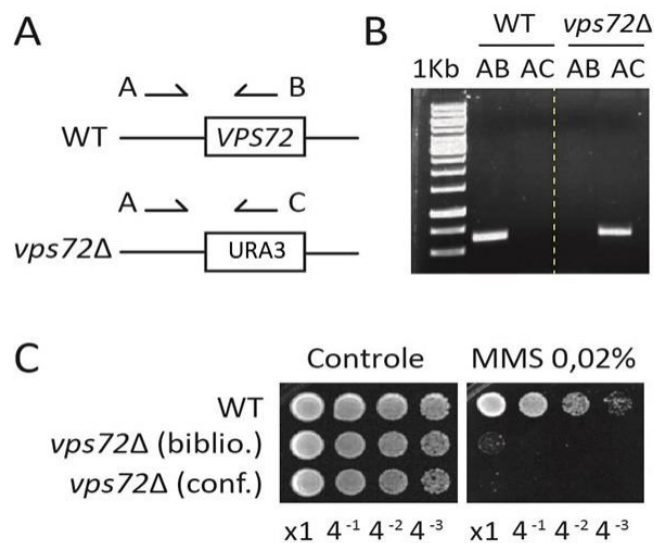 A
A B
WT VPS72
A C
vps72Δ URA3
B
WT vps72Δ
1Kb AB AC AB AC
C
Controle MMS 0,02%
WT
vps72Δ (biblio.)
vps72Δ (conf.)
x1 4⁻¹ 4⁻² 4⁻³ x1 4⁻¹ 4⁻² 4⁻³